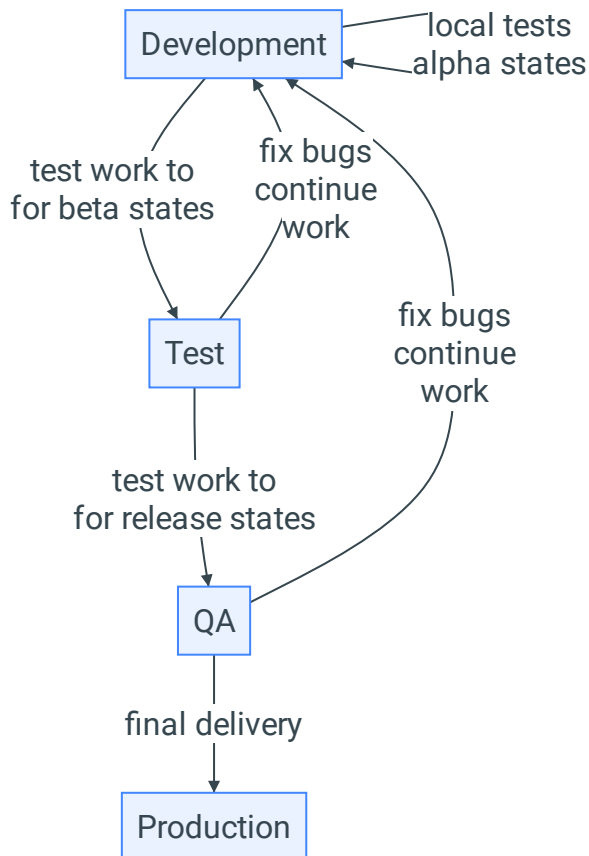 Development
local tests
alpha states
test work to
for beta states
fix bugs
continue
work
Test
fix bugs
continue
work
test work to
for release states
QA
final delivery
Production